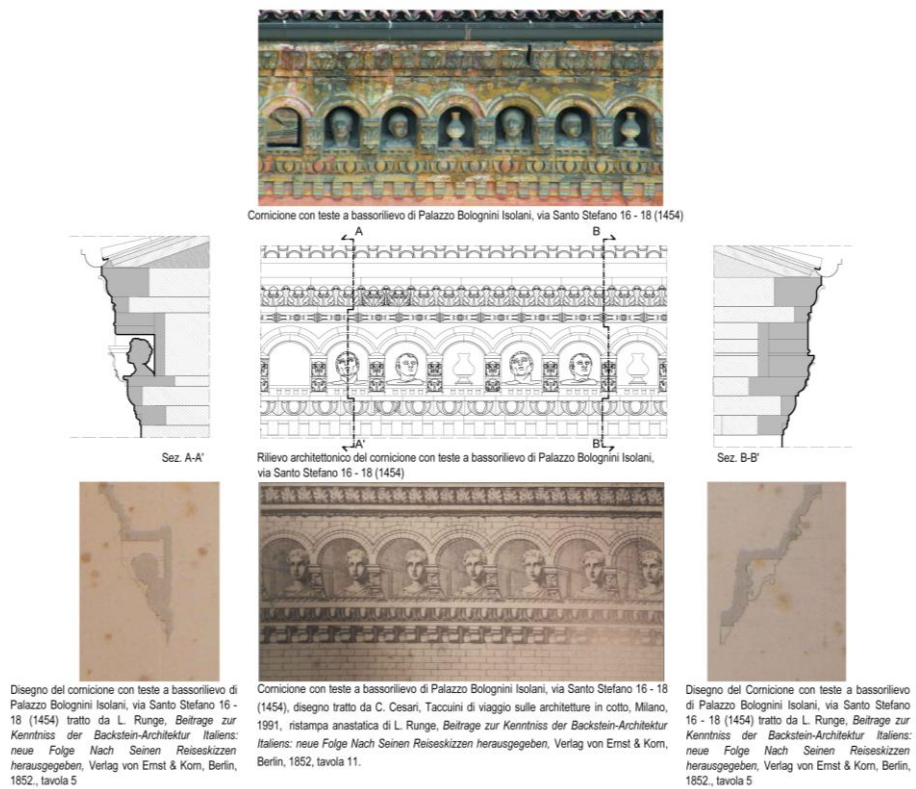 Cornicione con teste a bassorilievo di Palazzo Bolognini Isolani, via Santo Stefano 16 - 18 (1454)
A
B
A'
B'
Sez. A-A'
Rilievo architettonico del cornicione con teste a bassorilievo di Palazzo Bolognini Isolani,
via Santo Stefano 16 - 18 (1454)
Sez. B-B'
Disegno del cornicione con teste a bassorilievo di
Palazzo Bolognini Isolani, via Santo Stefano 16 -
18 (1454) tratto da L. Runge, Beitrage zur
Kenntniss der Backstein-Architektur Italiens:
neue Folge Nach Seinen Reiseskizzen
herausgegeben, Verlag von Ernst & Korn, Berlin,
1852., tavola 5
Cornicione con teste a bassorilievo di Palazzo Bolognini Isolani, via Santo Stefano 16 - 18
(1454), disegno tratto da C. Cesari, Taccuini di viaggio sulle architetture in cotto, Milano,
1991, ristampa anastatica di L. Runge, Beitrage zur Kenntniss der Backstein-Architektur
Italiens: neue Folge Nach Seinen Reiseskizzen herausgegeben, Verlag von Ernst & Korn,
Berlin, 1852, tavola 11.
Disegno del Cornicione con teste a bassorilievo
di Palazzo Bolognini Isolani, via Santo Stefano
16 - 18 (1454) tratto da L. Runge, Beitrage zur
Kenntniss der Backstein-Architektur Italiens:
neue Folge Nach Seinen Reiseskizzen
herausgegeben, Verlag von Ernst & Korn, Berlin,
1852., tavola 5